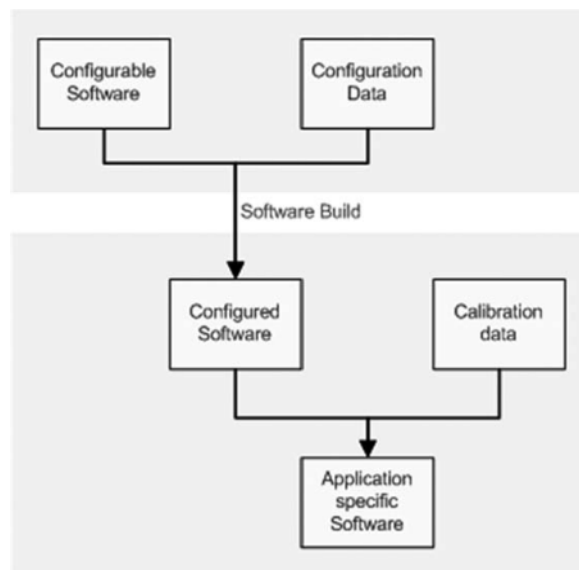 Configurable
Software
Configuration
Data
Software Build
Configured
Software
Calibration
data
Application
specific
Software